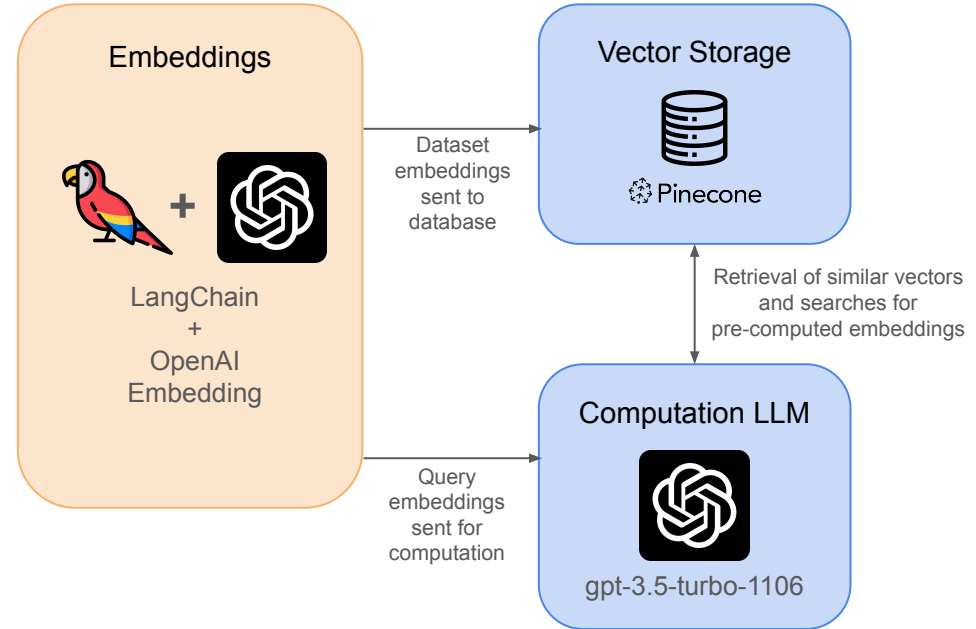 Embeddings
LangChain
+
OpenAI
Embedding
Dataset
embeddings
sent to
database
Vector Storage
Pinecone
Retrieval of similar vectors
and searches for
pre-computed embeddings
Query
embeddings
sent for
computation
Computation LLM
gpt-3.5-turbo-1106